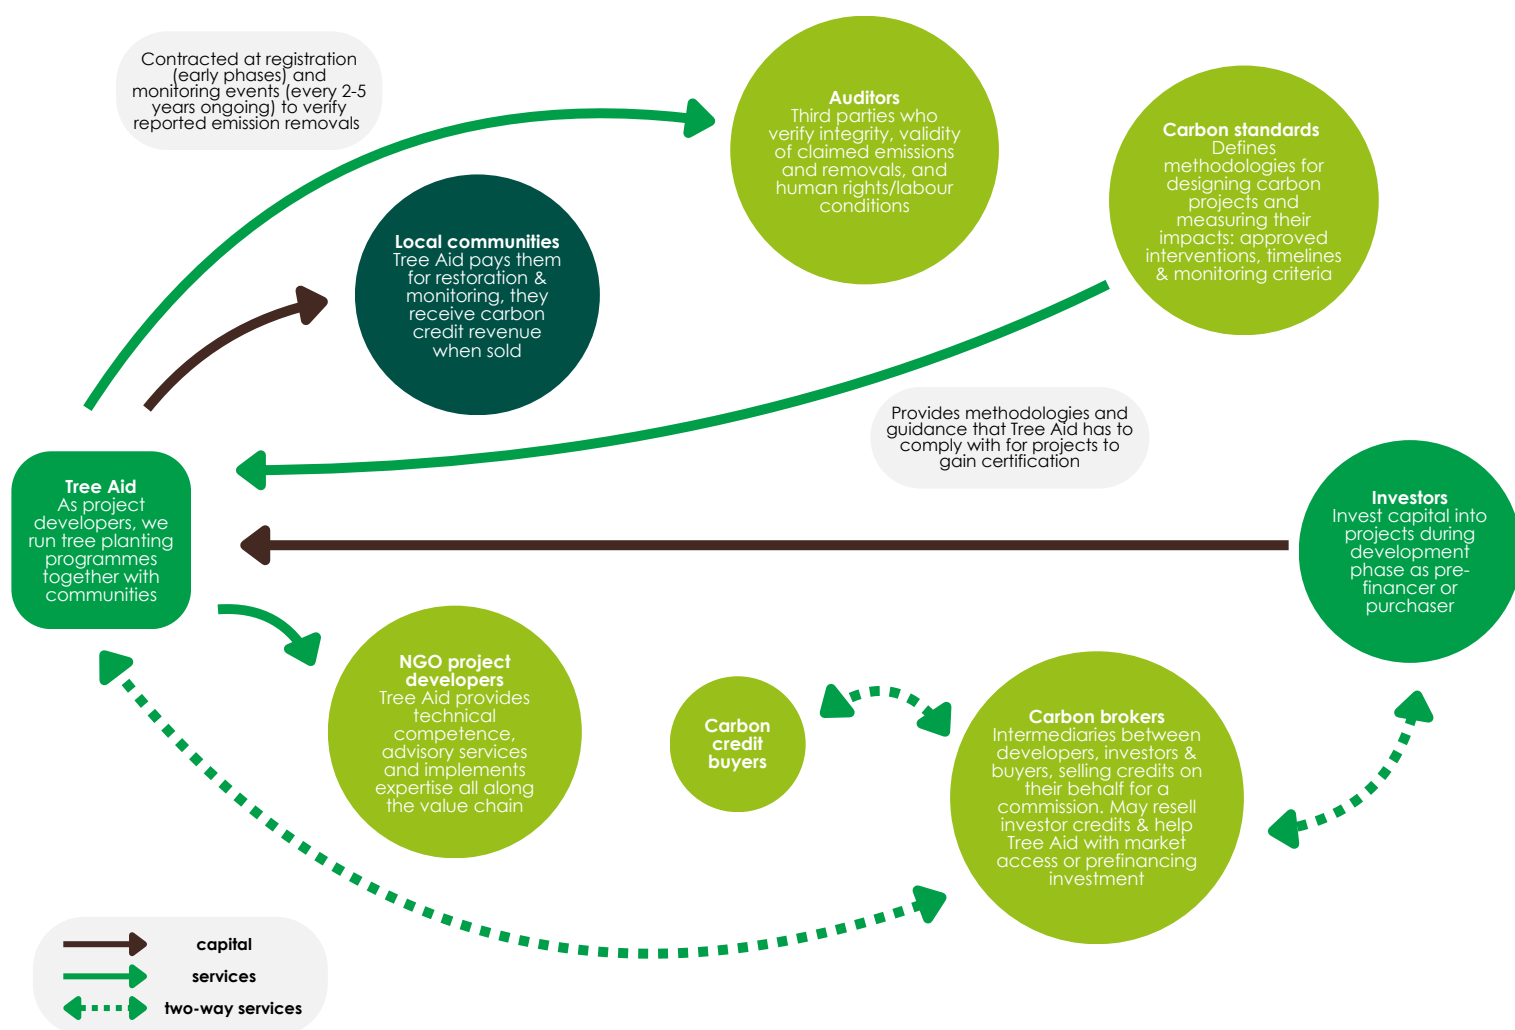 Contracted at registration
(early phases) and
monitoring events (every 2-5
years ongoing) to verify
reported emission removals
Auditors
Third parties who
verify integrity, validity
of claimed emissions
and removals, and
human rights/labour
conditions
Carbon standards
Defines
methodologies for
designing carbon
projects and
measuring their
impacts: approved
interventions, timelines
& monitoring criteria
Local communities
Tree Aid pays them
for restoration &
monitoring, they
receive carbon
credit revenue
when sold
Provides methodologies and
guidance that Tree Aid has to
comply with for projects to
gain certification
Tree Aid
As project
developers, we
run tree planting
programmes
together with
communities
Investors
Invest capital into
projects during
development
phase as pre-
financer or
purchaser
NGO project
developers
Tree Aid provides
technical
competence,
advisory services
and implements
expertise all along
the value chain
Carbon
credit
buyers
Carbon brokers
Intermediaries between
developers, investors &
buyers, selling credits on
their behalf for a
commission. May resell
investor credits & help
Tree Aid with market
access or prefinancing
investment
capital
services
two-way services